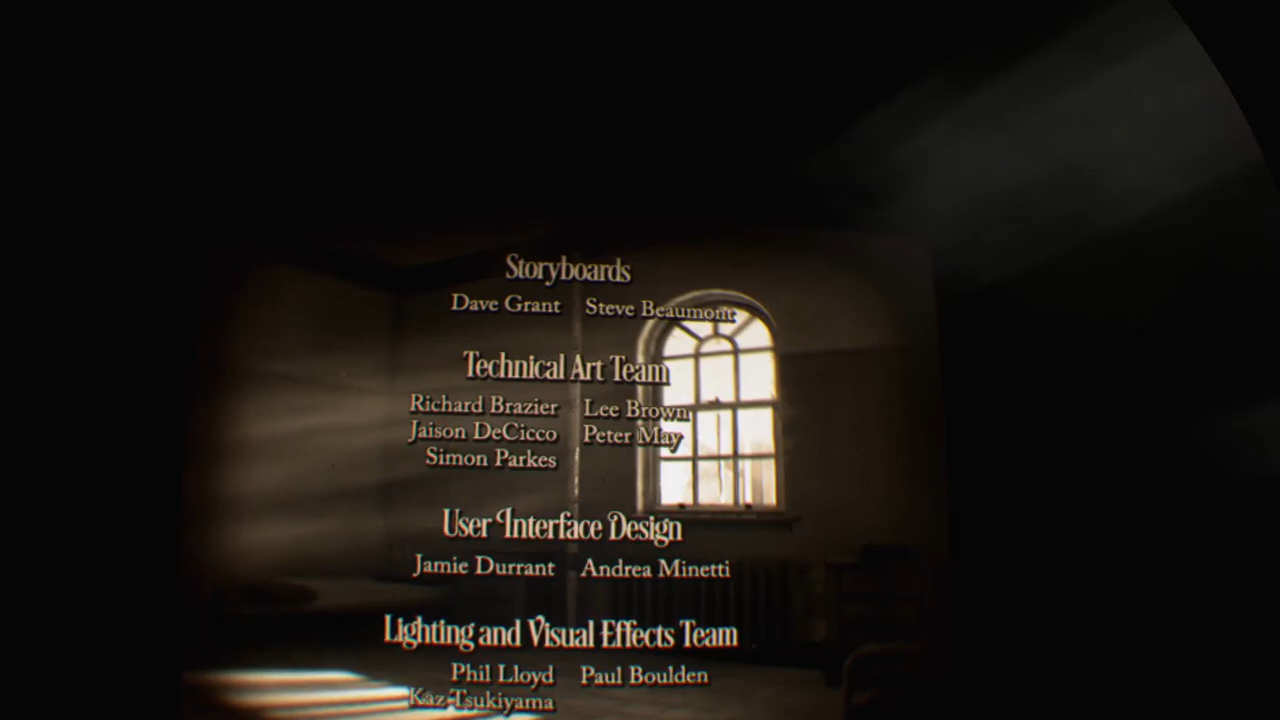 Storyboards
Dave Grant Steve Beaumont
Technical Art Team
Richard Brazier Lee Brown
Jaison DeCicco Peter May
Simon Parkes
User Interface Design
Jamie Durrant Andrea Minetti
Lighting and Visual Effects Team
Phil Lloyd Paul Boulden
Kaz Tsukiyama